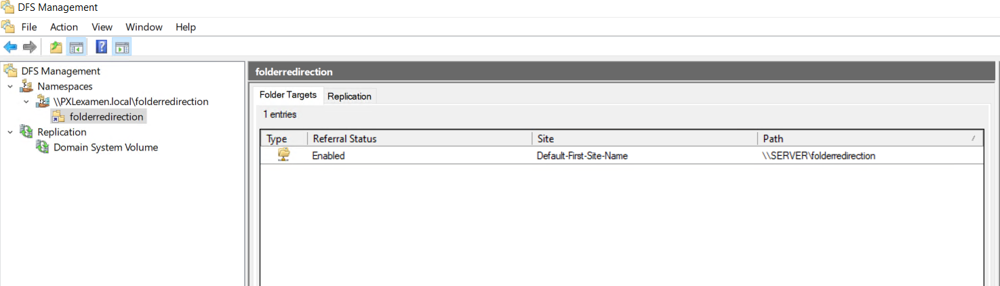 DFS Management
File Action View Window Help
DFS Management
Namespaces
\\PXLexamen.local\folderredirection
folderredirection
Replication
Domain System Volume
folderredirection
Folder Targets Replication
1 entries
Type Referral Status Site Path
Enabled Default-First-Site-Name \\SERVER\folderredirection